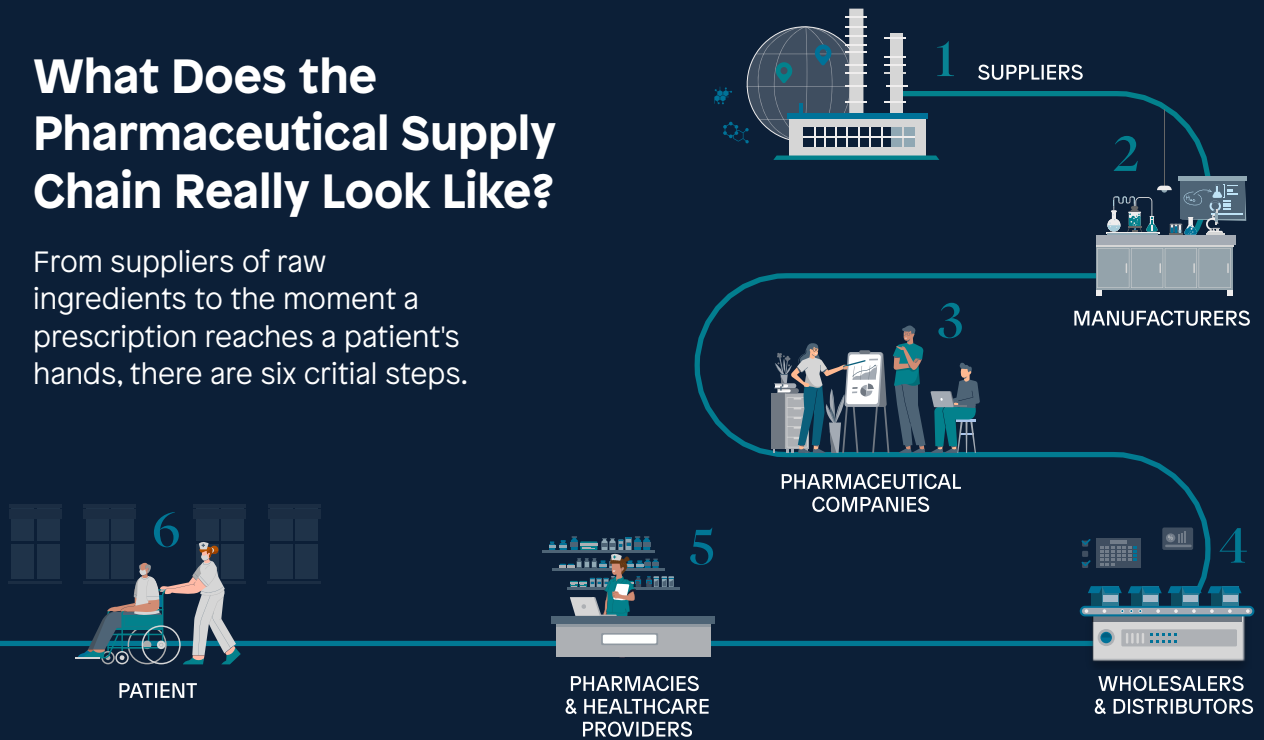 What Does the
Pharmaceutical Supply
Chain Really Look Like?
From suppliers of raw
ingredients to the moment a
prescription reaches a patient's
hands, there are six critial steps.
1
SUPPLIERS
2
MANUFACTURERS
3
PHARMACEUTICAL
COMPANIES
4
WHOLESALERS
& DISTRIBUTORS
5
PHARMACIES
& HEALTHCARE
PROVIDERS
6
PATIENT